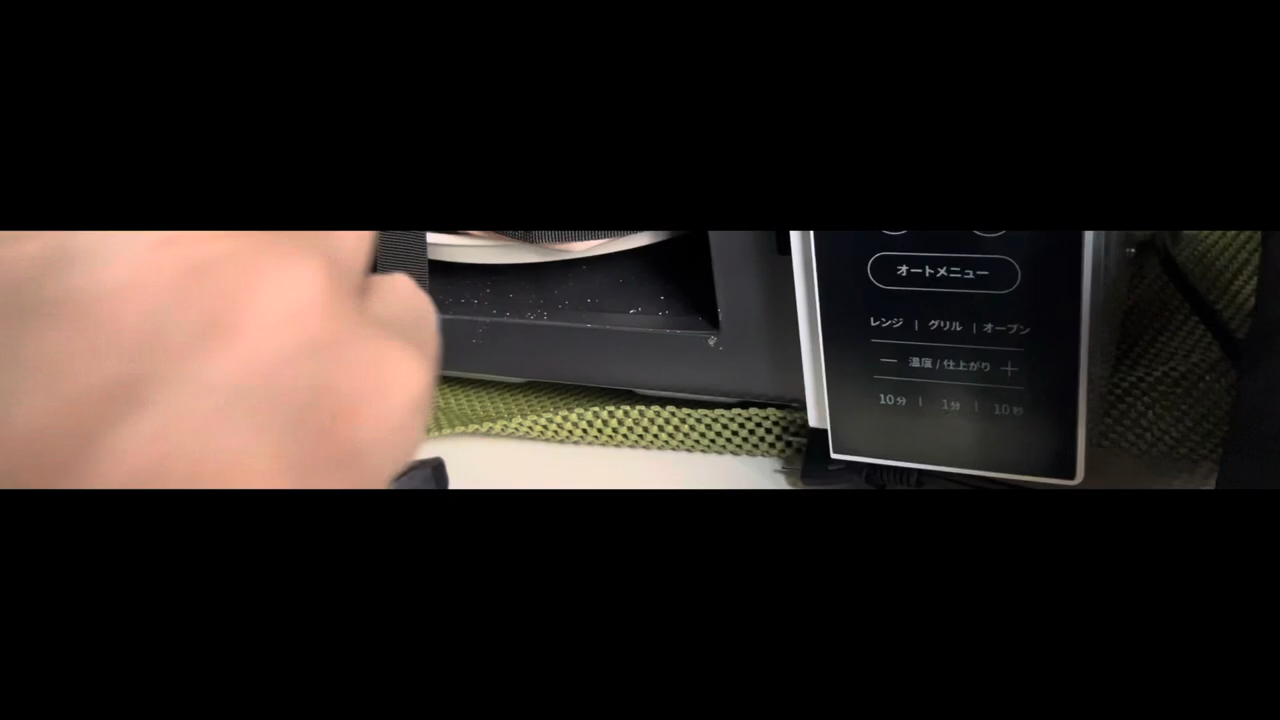 オートメニュー
レンジ | グリル | オーブン
— 温度 / 仕上がり +
10分 | 1分 | 10秒